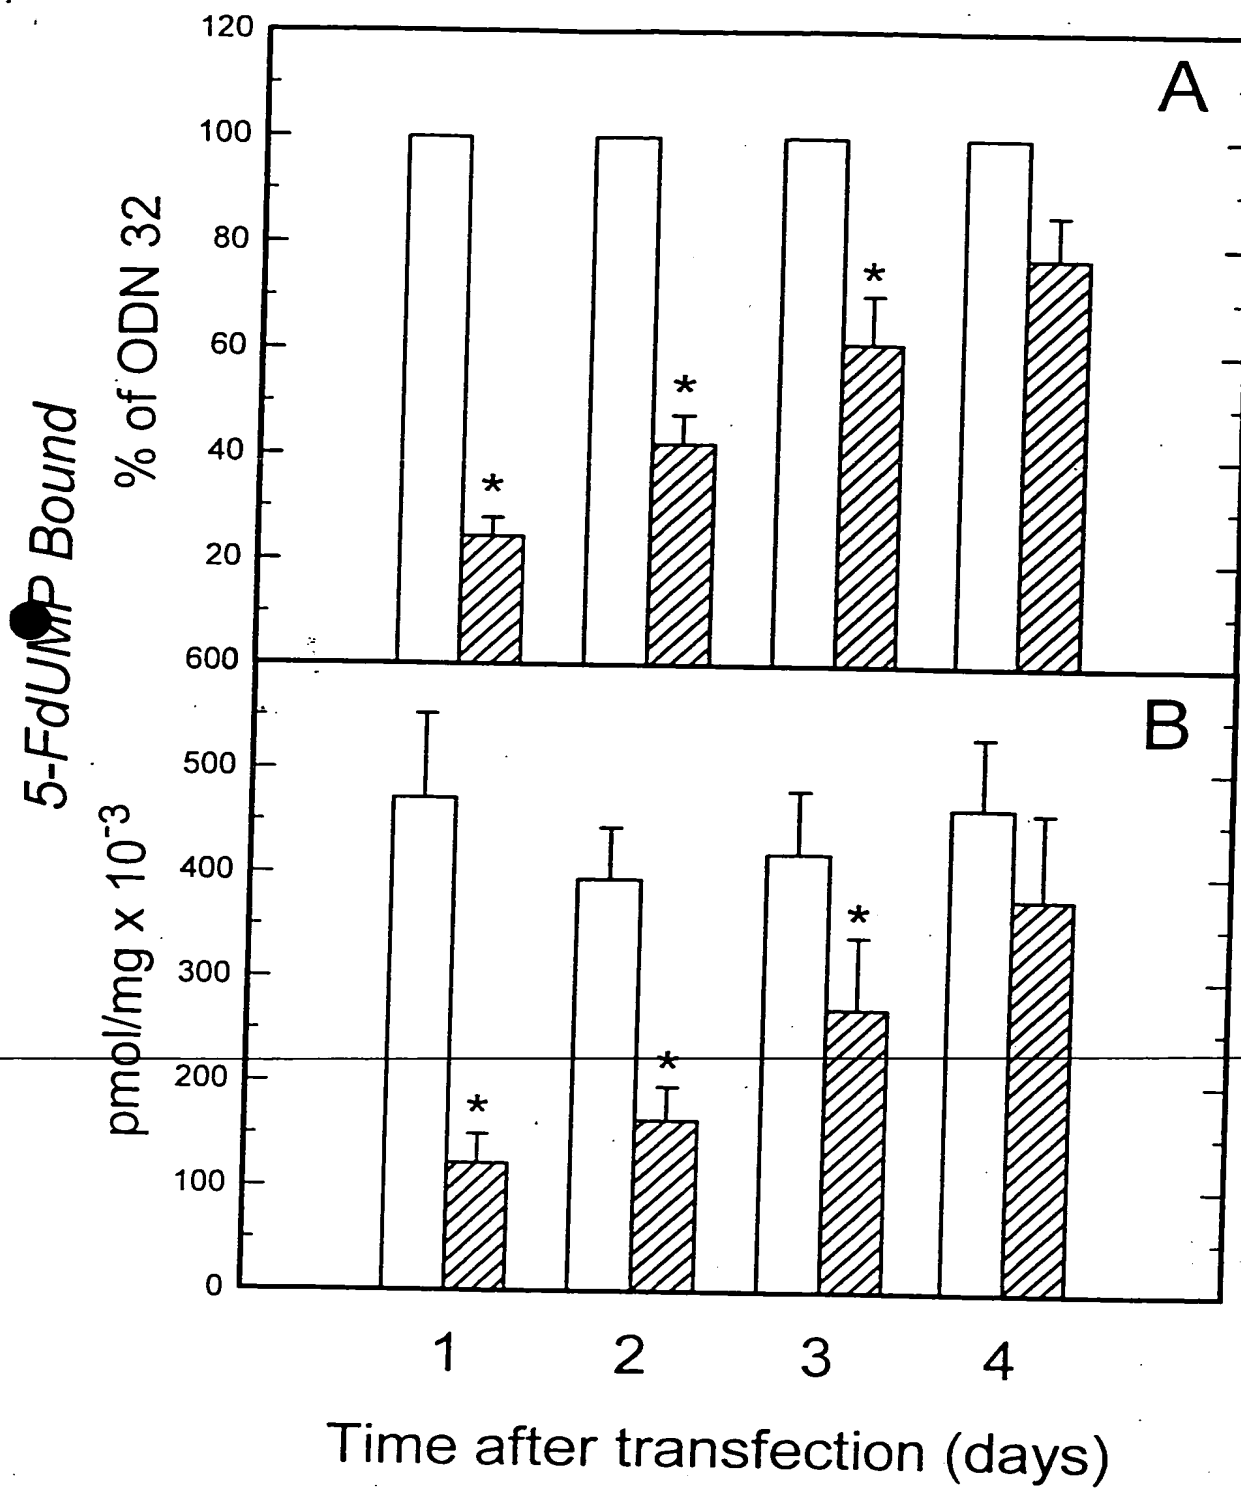 A
120
100
80
60
40
20
% of ODN 32
* * * *
5-FdUMP Bound
B
600
500
400
300
200
100
0
pmol/mg x 10⁻³
* * *
1 2 3 4
Time after transfection (days)